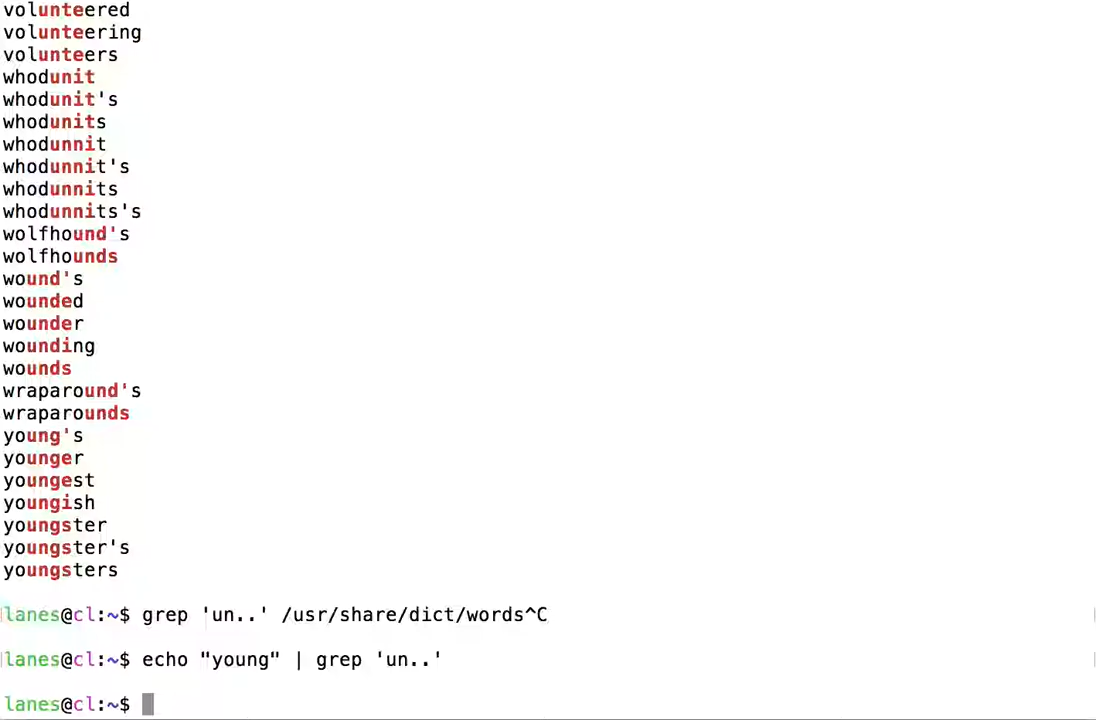 volunteered
volunteering
volunteers
whodunit
whodunit's
whodunits
whodunnit
whodunnit's
whodunnits
whodunnits's
wolfhound's
wolfhounds
wound's
wounded
wounder
wounding
wounds
wraparound's
wraparounds
young's
younger
youngest
youngish
youngster
youngster's
youngsters
lanes@cl:~$ grep 'un..' /usr/share/dict/words^C
lanes@cl:~$ echo "young" | grep 'un..'
lanes@cl:~$